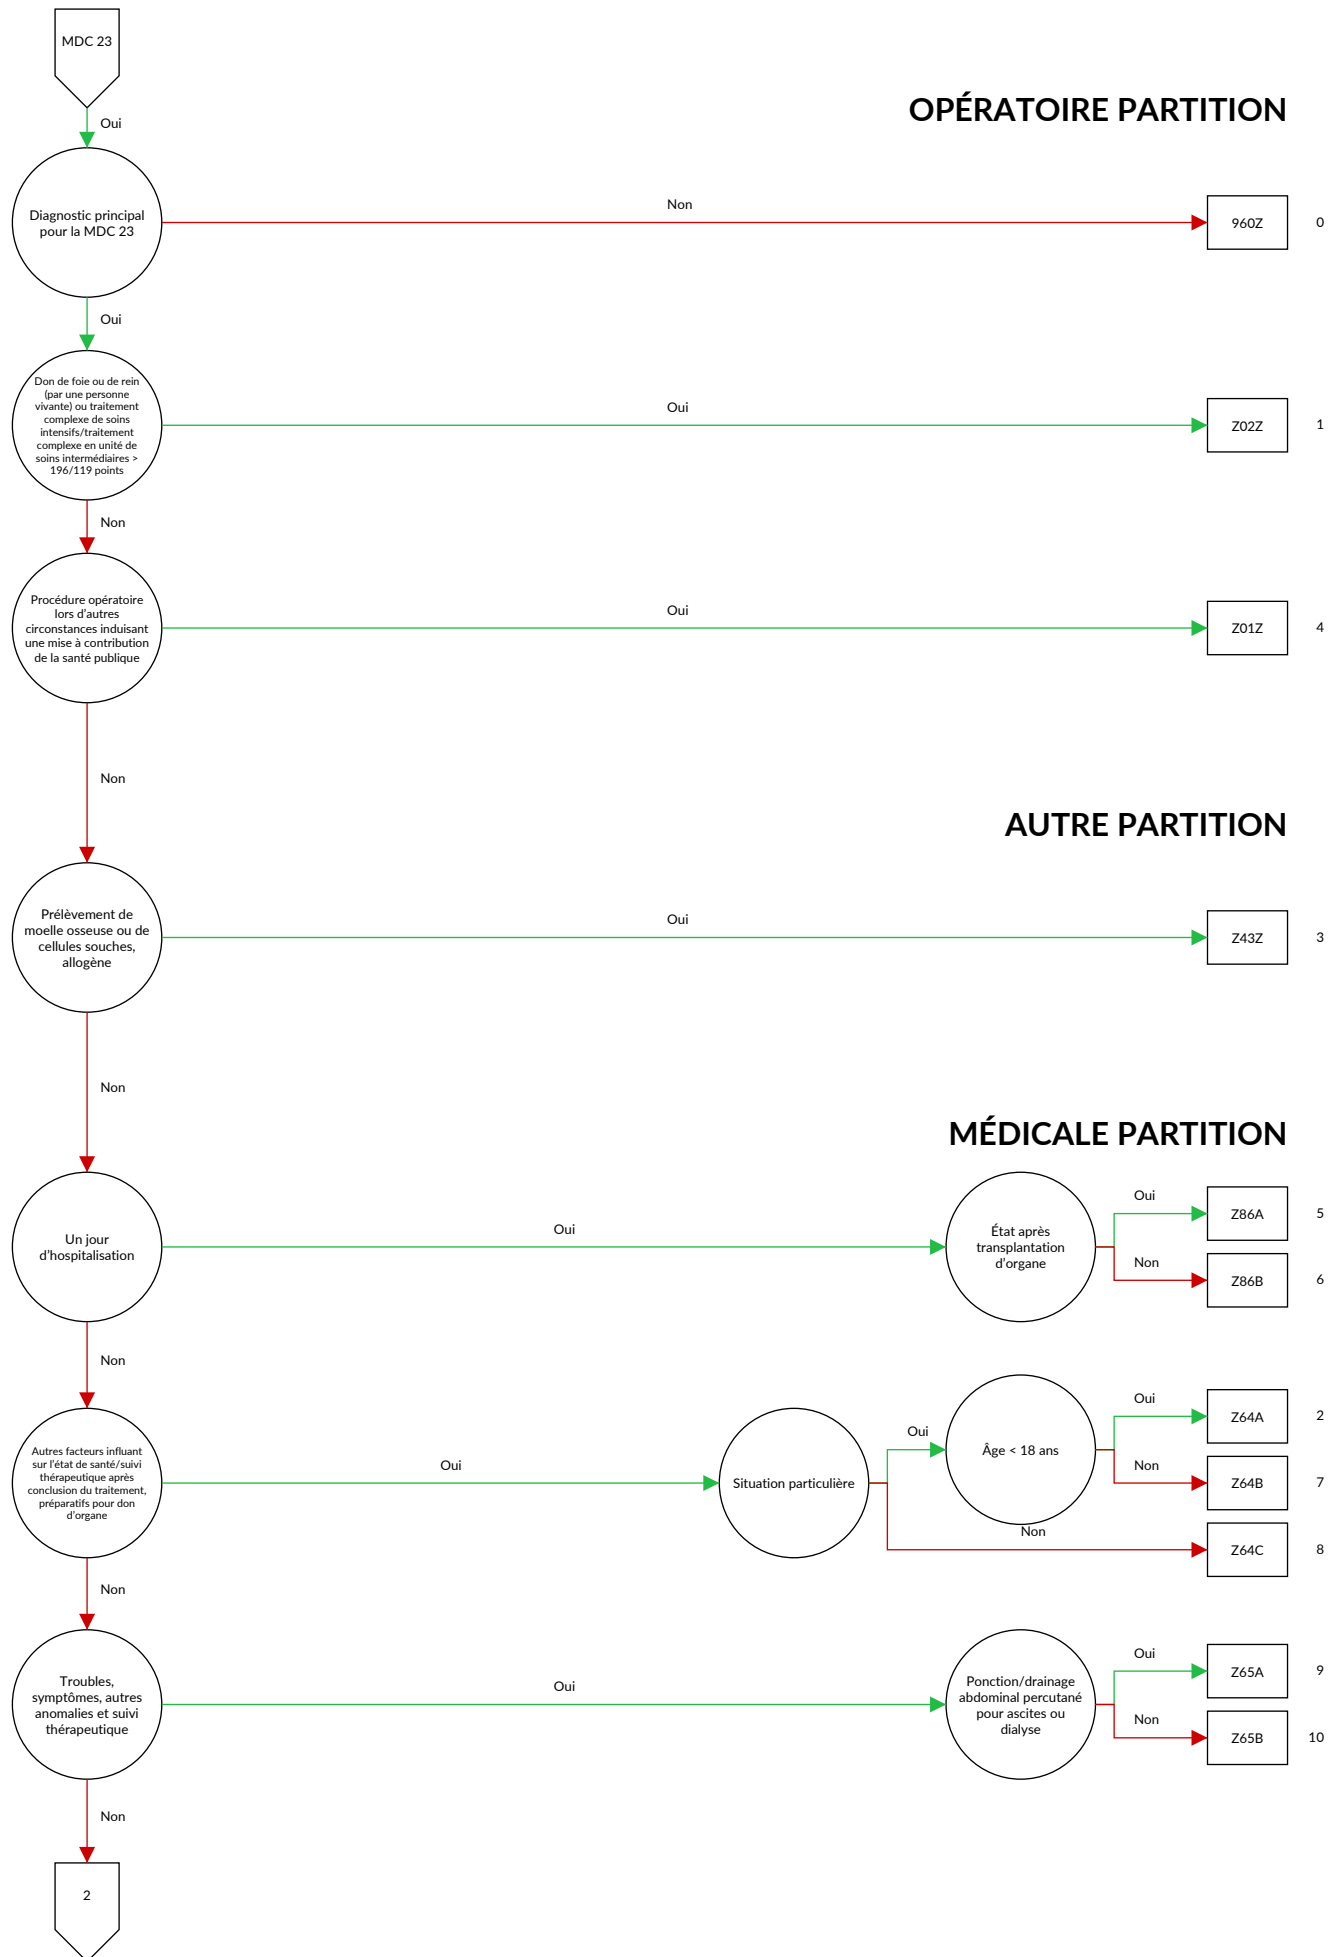 MDC 23
Oui
OPÉRATOIRE PARTITION
Diagnostic principal
pour la MDC 23
Non
960Z
0
Oui
Don de foie ou de rein
(par une personne
vivante) ou traitement
complexe de soins
intensifs/traitement
complexe en unité de
soins intermédiaires >
196/119 points
Oui
Z02Z
1
Non
Procédure opératoire
lors d'autres
circonstances induisant
une mise à contribution
de la santé publique
Oui
Z01Z
4
Non
AUTRE PARTITION
Prélèvement de
moelle osseuse ou de
cellules souches,
allogène
Oui
Z43Z
3
Non
MÉDICALE PARTITION
Un jour
d'hospitalisation
Oui
État après
transplantation
d'organe
Oui
Z86A
5
Non
Z86B
6
Non
Autres facteurs influant
sur l'état de santé/suivi
thérapeutique après
conclusion du traitement,
préparatifs pour don
d'organe
Oui
Situation particulière
Oui
Âge < 18 ans
Oui
Z64A
2
Non
Z64B
7
Non
Z64C
8
Non
Troubles,
symptômes, autres
anomalies et suivi
thérapeutique
Oui
Ponction/drainage
abdominal percutané
pour ascites ou
dialyse
Oui
Z65A
9
Non
Z65B
10
Non
2